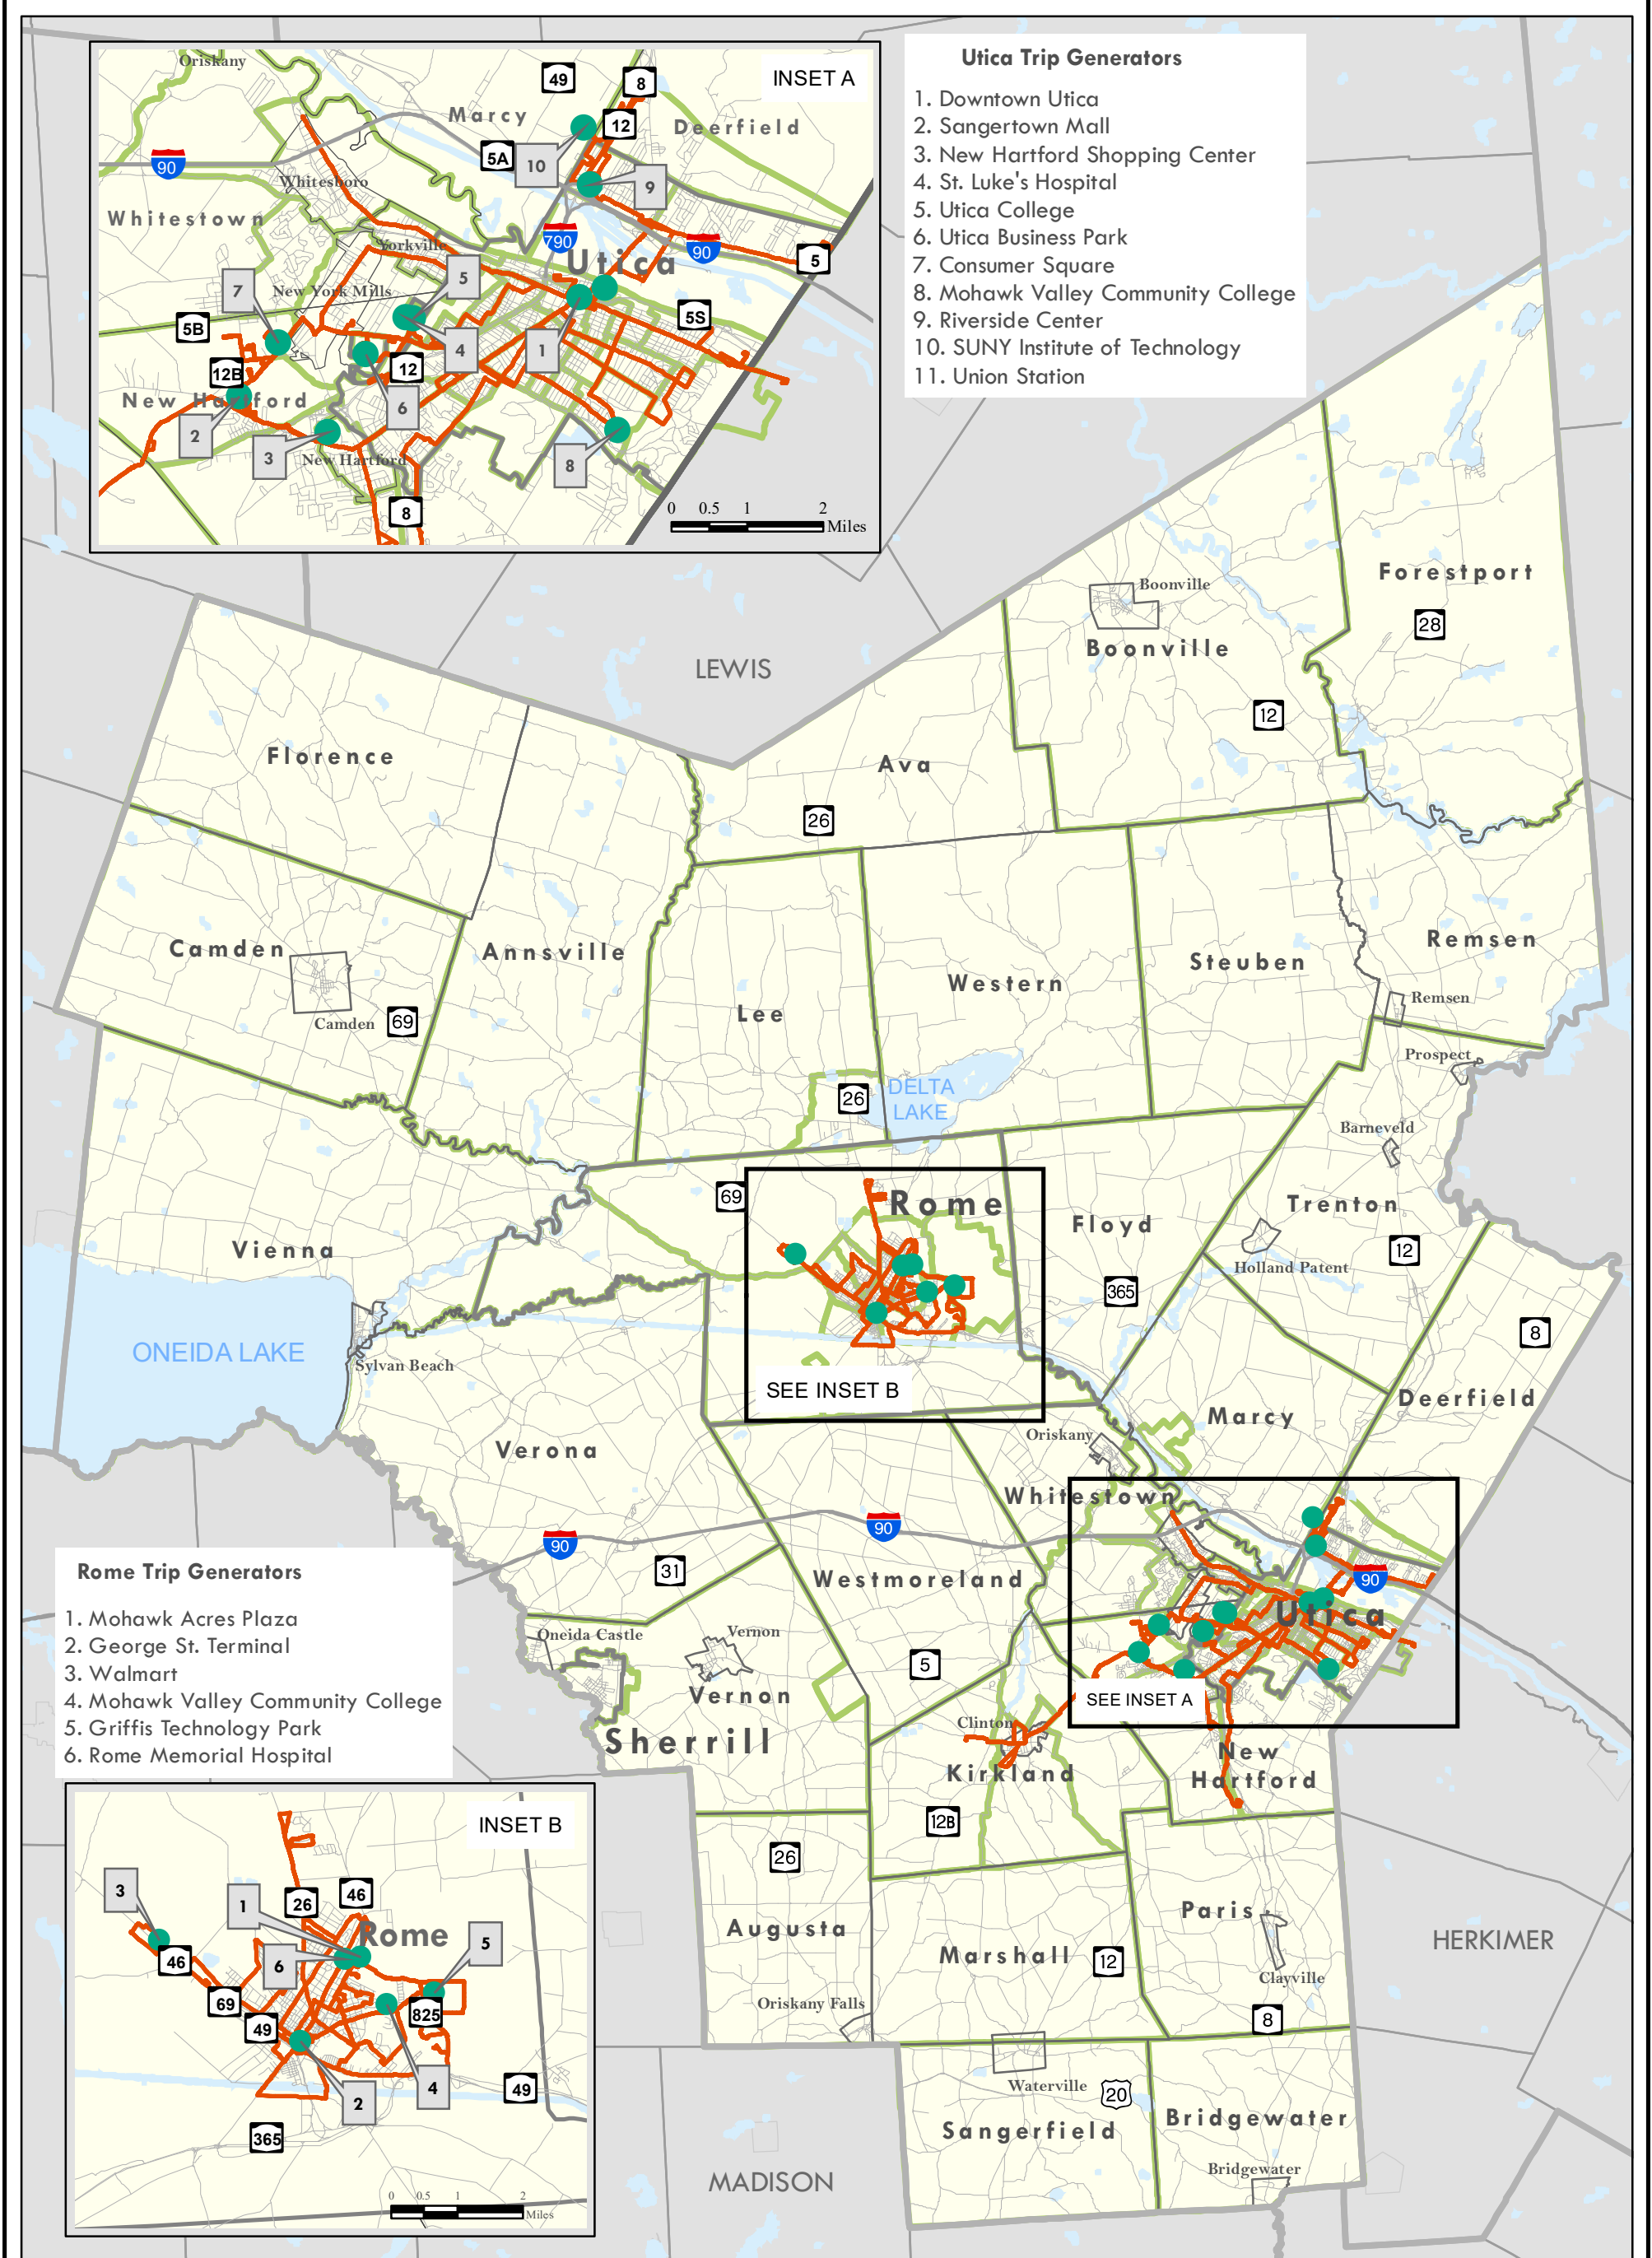 INSET A
Oriskany
49
8
Marcy
12
Deerfield
5A
10
90
9
Whitesboro
Whitestown
790
90
5
Yorkville
Utica
5
7
New York Mills
5S
5B
4
1
12
12B
New Hartford
6
2
3
New Hartford
8
8
0 0.5 1 2
Miles
Utica Trip Generators
1. Downtown Utica
2. Sangertown Mall
3. New Hartford Shopping Center
4. St. Luke's Hospital
5. Utica College
6. Utica Business Park
7. Consumer Square
8. Mohawk Valley Community College
9. Riverside Center
10. SUNY Institute of Technology
11. Union Station
Forestport
Boonville
28
Boonville
LEWIS
12
Florence
Ava
26
Camden
Annsville
Remsen
Steuben
Western
Remsen
Lee
Camden
69
Prospect
26
DELTA
LAKE
Barneveld
69
Rome
Trenton
Floyd
Vienna
12
Holland Patent
365
8
ONEIDA LAKE
Sylvan Beach
SEE INSET B
Deerfield
Marcy
Oriskany
Verona
Whitestown
90
90
31
90
Westmoreland
Utica
Oneida Castle
Vernon
5
Vernon
SEE INSET A
Clinton
Sherrill
New
Hartford
Kirkland
12B
26
Paris
Augusta
HERKIMER
Marshall
12
Clayville
Oriskany Falls
8
Waterville
20
Bridgewater
Sangerfield
Bridgewater
MADISON
Rome Trip Generators
1. Mohawk Acres Plaza
2. George St. Terminal
3. Walmart
4. Mohawk Valley Community College
5. Griffis Technology Park
6. Rome Memorial Hospital
INSET B
3
1
26
46
Rome
5
46
6
69
825
49
4
49
2
365
0 0.5 1 2
Miles